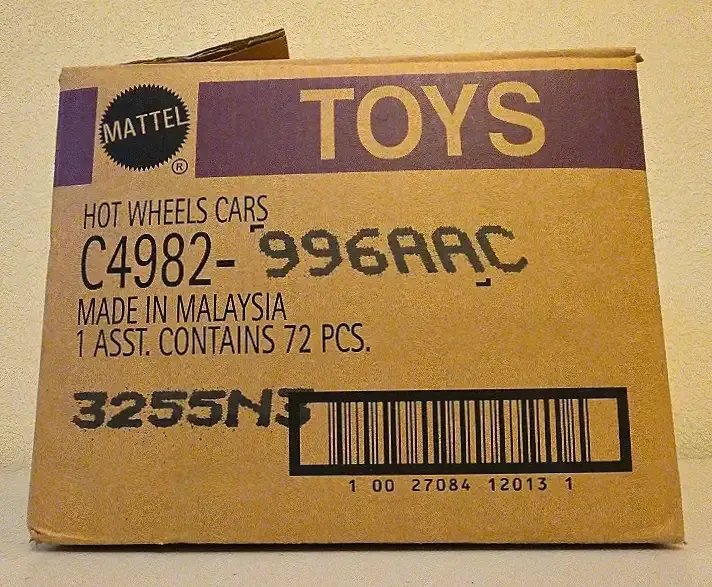 MATTEL ®
TOYS
HOT WHEELS CARS
C4982- 996AAC
MADE IN MALAYSIA
1 ASST. CONTAINS 72 PCS.
3255N3
1 00 27084 12013 1